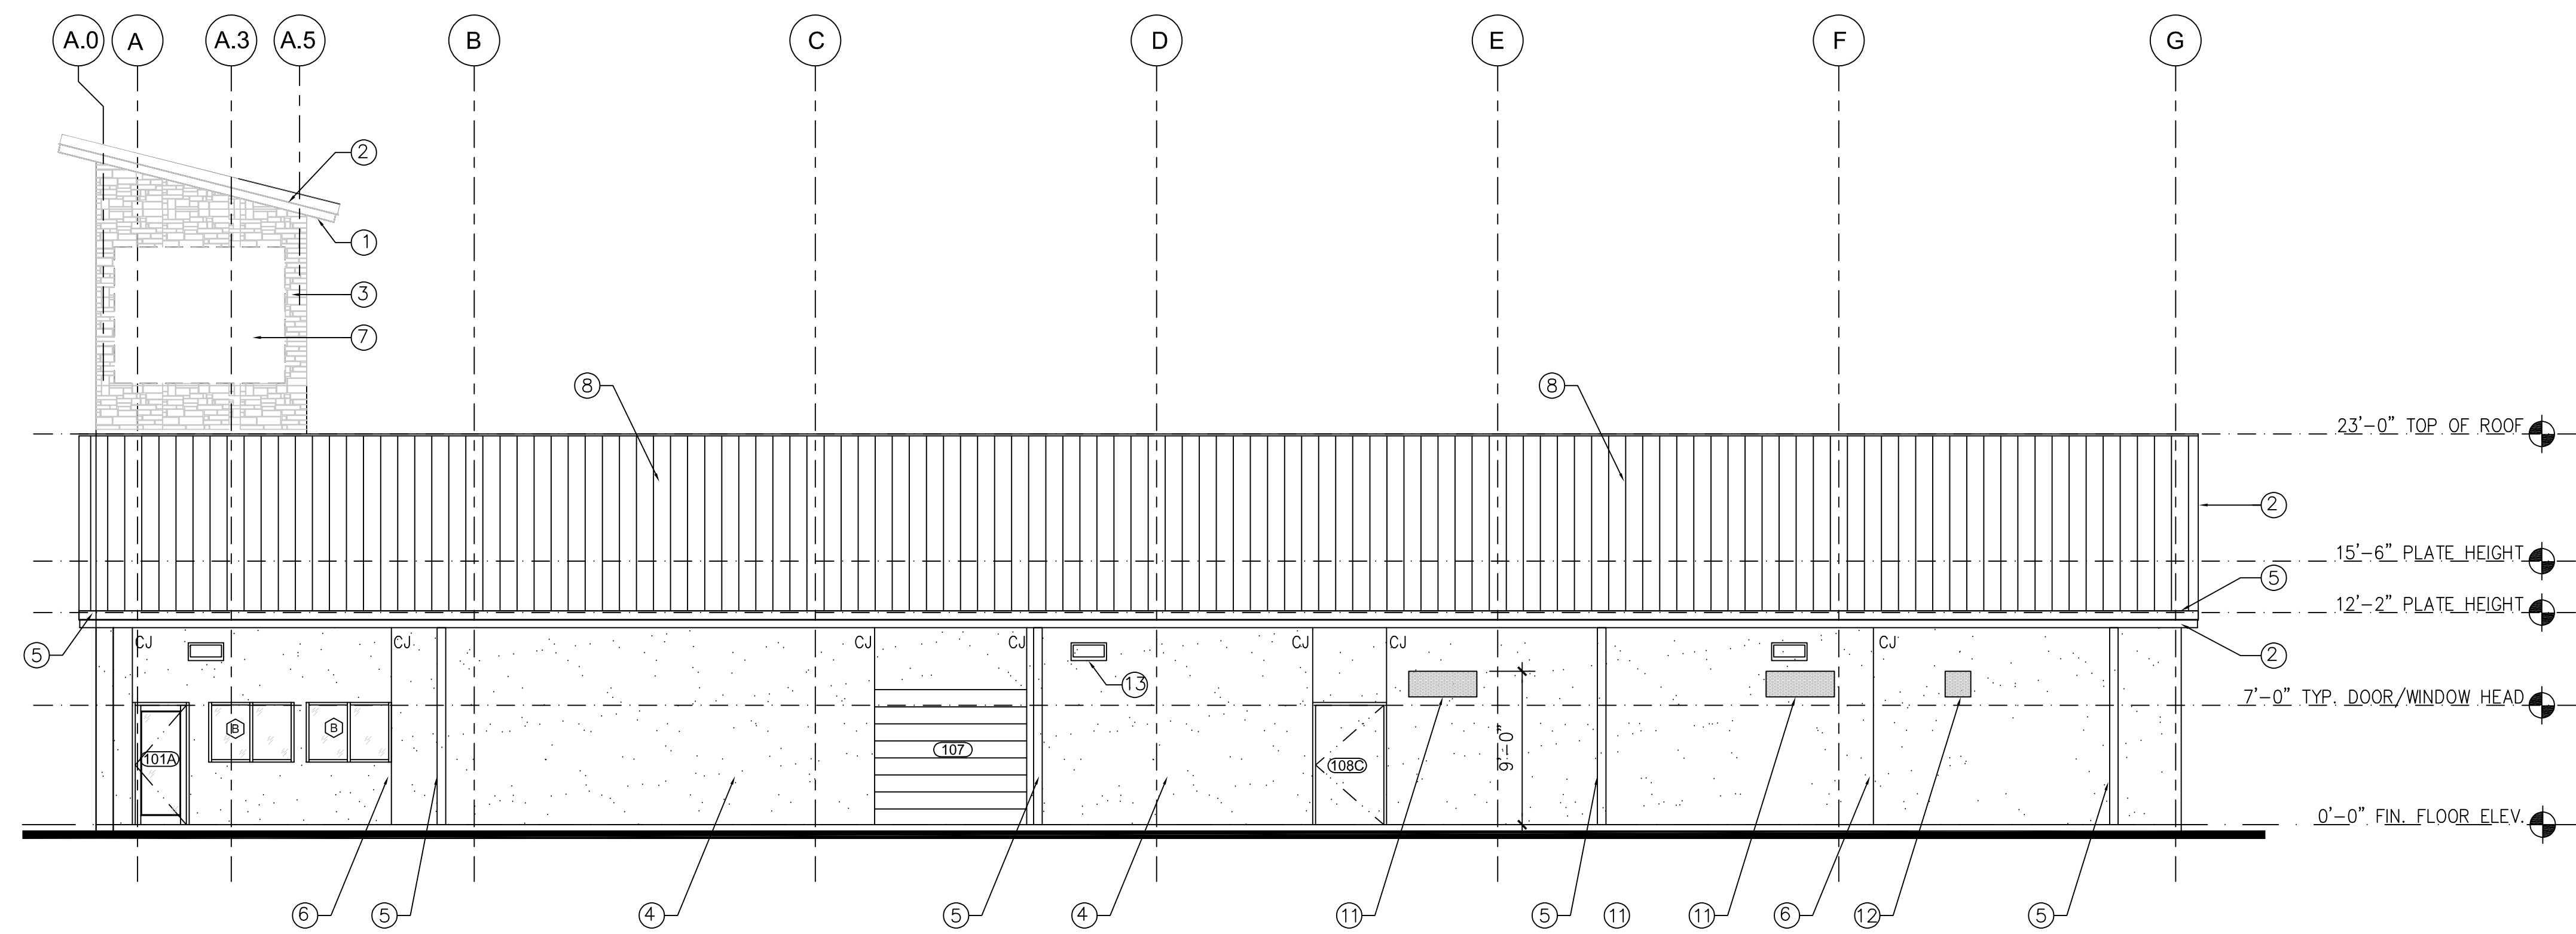 A.0 A A.3 A.5 B C D E F G
2
1
3
7
8 8
23'-0" TOP OF ROOF
2
15'-6" PLATE HEIGHT
5
12'-2" PLATE HEIGHT
CJ CJ CJ CJ CJ CJ CJ
5
2
13
7'-0" TYP. DOOR/WINDOW HEAD
B B
101A 107 9'-0" 108C
0'-0" FIN. FLOOR ELEV.
6 5 4 5 4 11 5 11 11 6 12 5